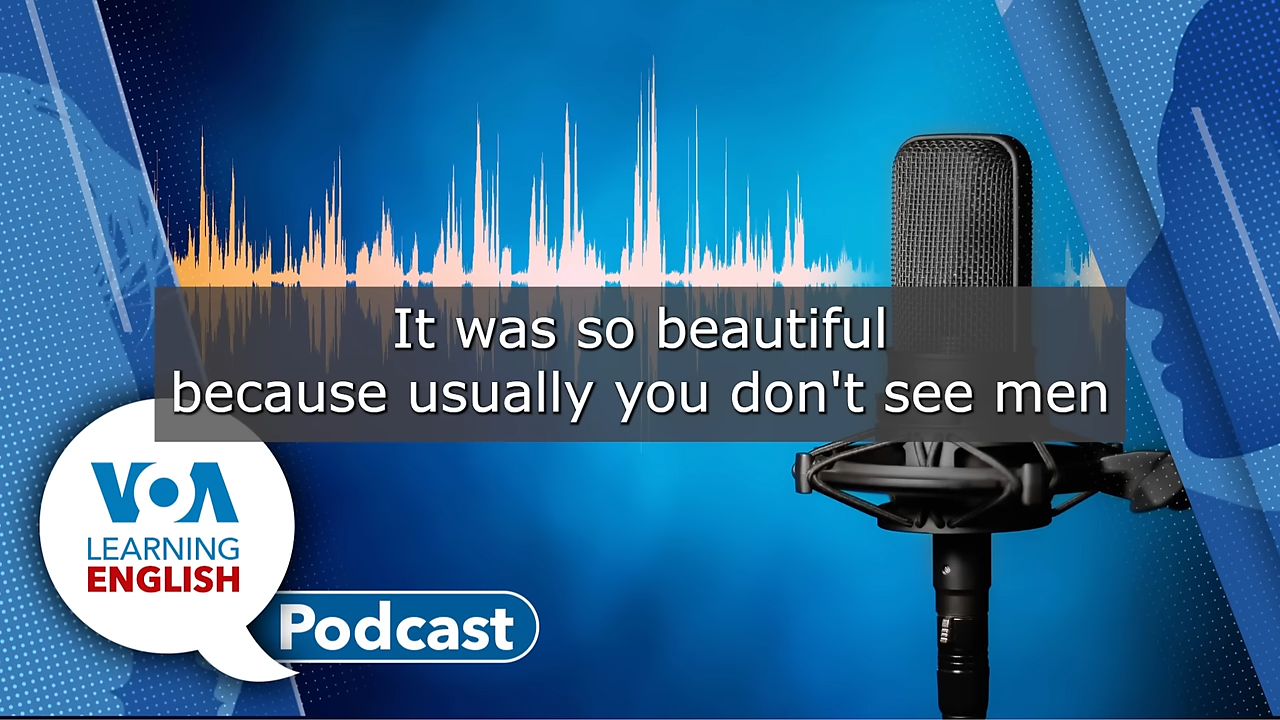 It was so beautiful
because usually you don't see men
VOA
LEARNING
ENGLISH
Podcast